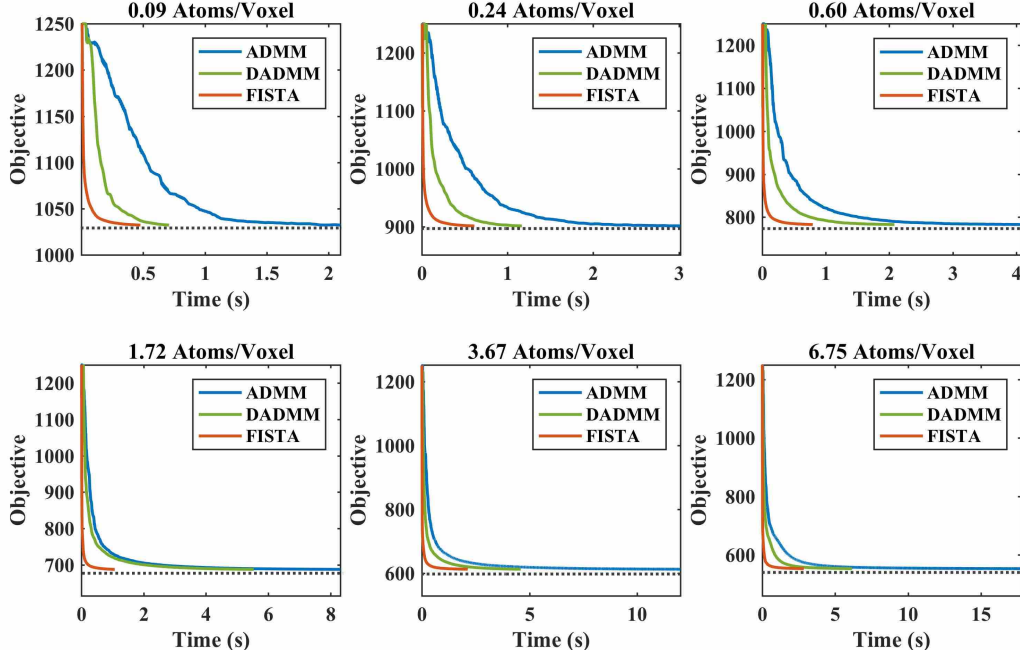 0.09 Atoms/Voxel
1250
1200
1150
1100
1050
1000
Objective
ADMM
DADMM
FISTA
0.5
1
1.5
2
Time (s)
0.24 Atoms/Voxel
1200
1100
1000
900
Objective
ADMM
DADMM
FISTA
0
1
2
3
Time (s)
0.60 Atoms/Voxel
1200
1100
1000
900
800
Objective
ADMM
DADMM
FISTA
0
1
2
3
4
Time (s)
1.72 Atoms/Voxel
1200
1100
1000
900
800
700
Objective
ADMM
DADMM
FISTA
0
2
4
6
8
Time (s)
3.67 Atoms/Voxel
1200
1000
800
600
Objective
ADMM
DADMM
FISTA
0
5
10
Time (s)
6.75 Atoms/Voxel
1200
1000
800
600
Objective
ADMM
DADMM
FISTA
0
5
10
15
Time (s)